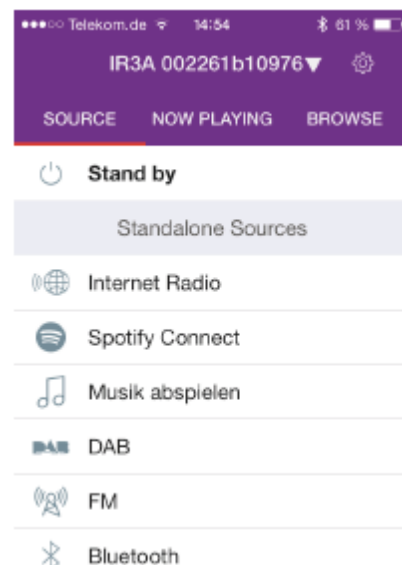 Telekom.de 14:54 61 %
IR3A 002261b10976▼
SOURCE NOW PLAYING BROWSE
Stand by
Standalone Sources
Internet Radio
Spotify Connect
Musik abspielen
DAB DAB
FM
Bluetooth